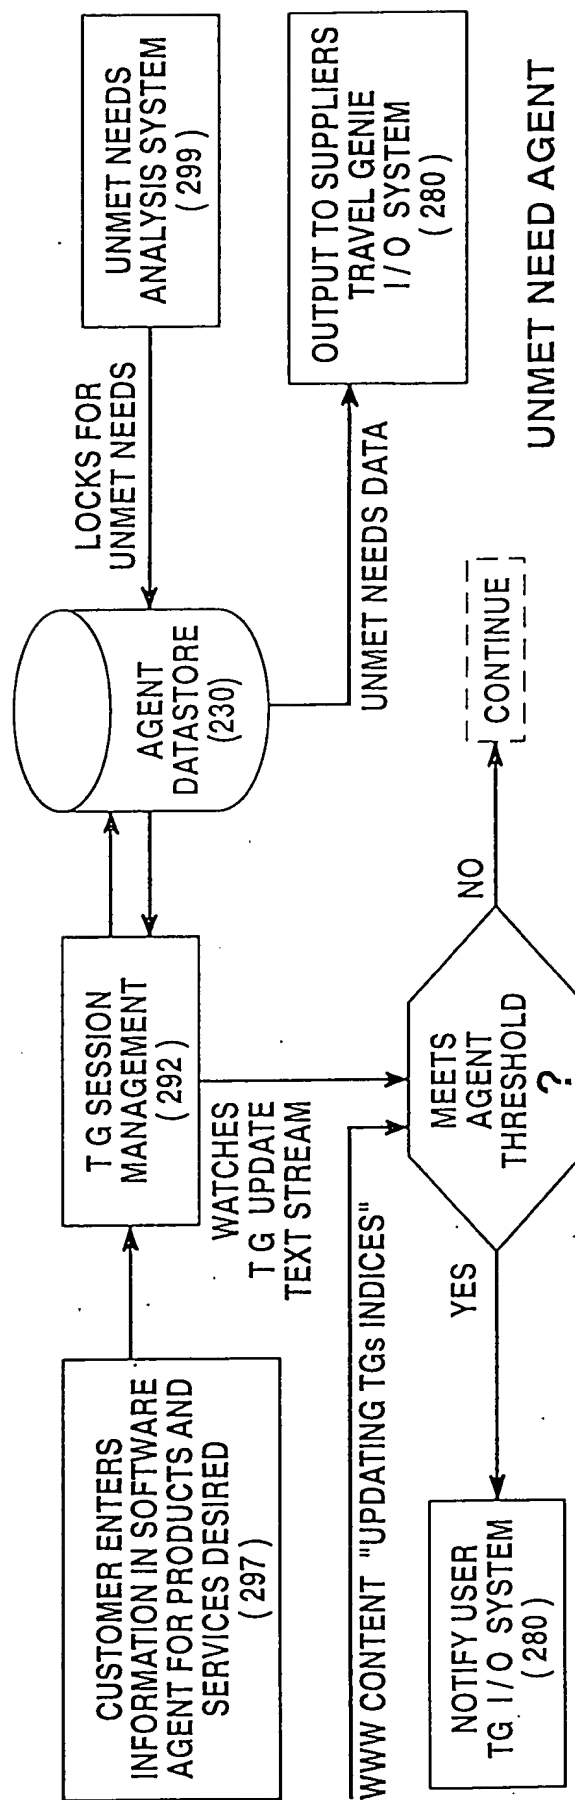 CUSTOMER ENTERS
INFORMATION IN SOFTWARE
AGENT FOR PRODUCTS AND
SERVICES DESIRED
(297)
TG SESSION
MANAGEMENT
(292)
AGENT
DATASTORE
(230)
LOCKS FOR
UNMET NEEDS
UNMET NEEDS
ANALYSIS SYSTEM
(299)
WATCHES
TG UPDATE
TEXT STREAM
UNMET NEEDS DATA
OUTPUT TO SUPPLIERS
TRAVEL GENIE
I/O SYSTEM
(280)
WWW CONTENT "UPDATING TGs INDICES"
MEETS
AGENT
THRESHOLD
?
YES
NO
CONTINUE
NOTIFY USER
TG I/O SYSTEM
(280)
UNMET NEED AGENT